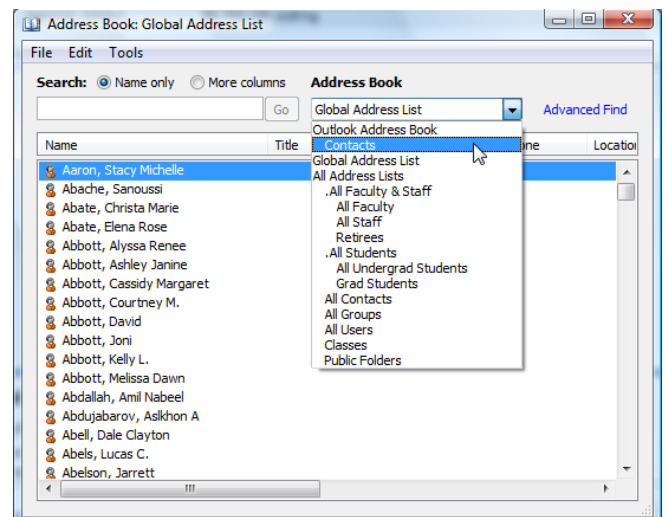 Address Book: Global Address List
File Edit Tools
Search: Name only More columns Address Book
Go Global Address List Advanced Find
Outlook Address Book
Contacts
Global Address List
All Address Lists
.All Faculty & Staff
All Faculty
All Staff
Retirees
.All Students
All Undergrad Students
Grad Students
All Contacts
All Groups
All Users
Classes
Public Folders
Name Title one Location
Aaron, Stacy Michelle
Abache, Sanoussi
Abate, Christa Marie
Abate, Elena Rose
Abbott, Alyssa Renee
Abbott, Ashley Janine
Abbott, Cassidy Margaret
Abbott, Courtney M.
Abbott, David
Abbott, Joni
Abbott, Kelly L.
Abbott, Melissa Dawn
Abdallah, Amil Nabeel
Abdujabarov, Aslkhon A
Abell, Dale Clayton
Abels, Lucas C.
Abelson, Jarrett